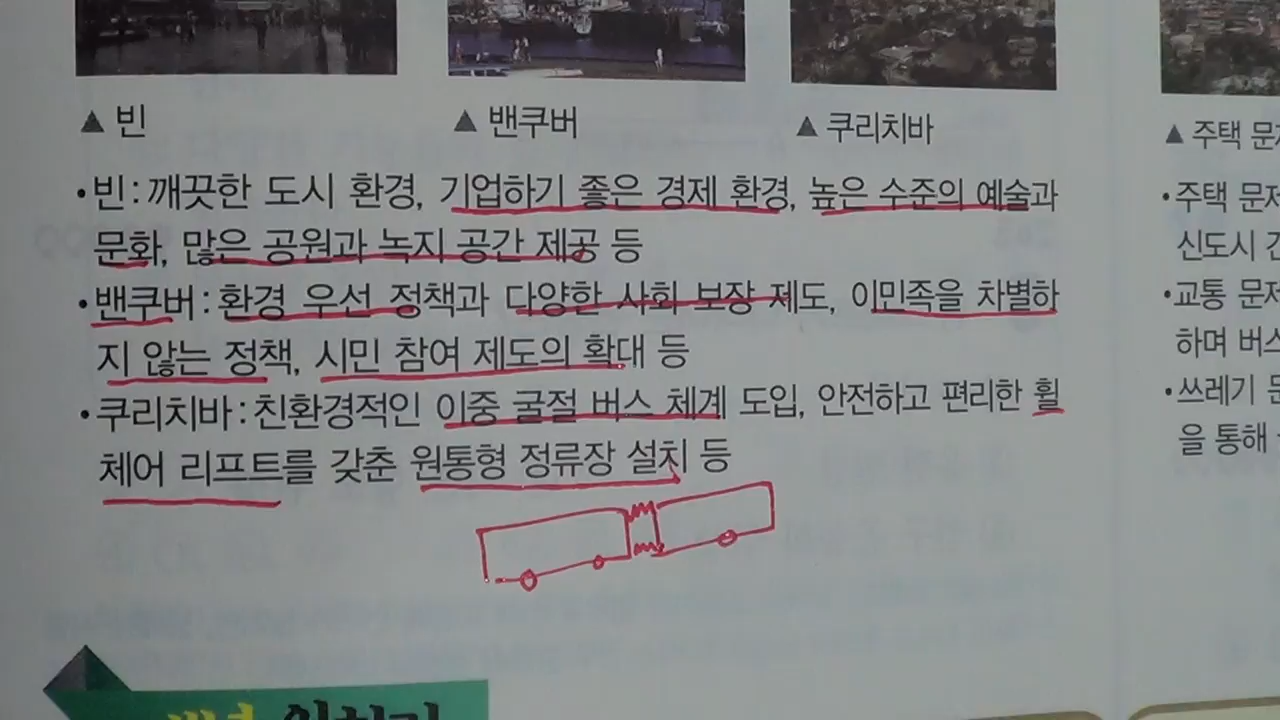 ▲ 빈
▲ 밴쿠버
▲ 쿠리치바
• 빈: 깨끗한 도시 환경, 기업하기 좋은 경제 환경, 높은 수준의 예술과
문화, 많은 공원과 녹지 공간 제공 등
• 밴쿠버: 환경 우선 정책과 다양한 사회 보장 제도, 이민족을 차별하
지 않는 정책, 시민 참여 제도의 확대 등
• 쿠리치바: 친환경적인 이중 굴절 버스 체계 도입, 안전하고 편리한 휠
체어 리프트를 갖춘 원통형 정류장 설치 등
▲ 주택
• 주택
신도시
• 교통
하며
• 쓰레기
을 통해